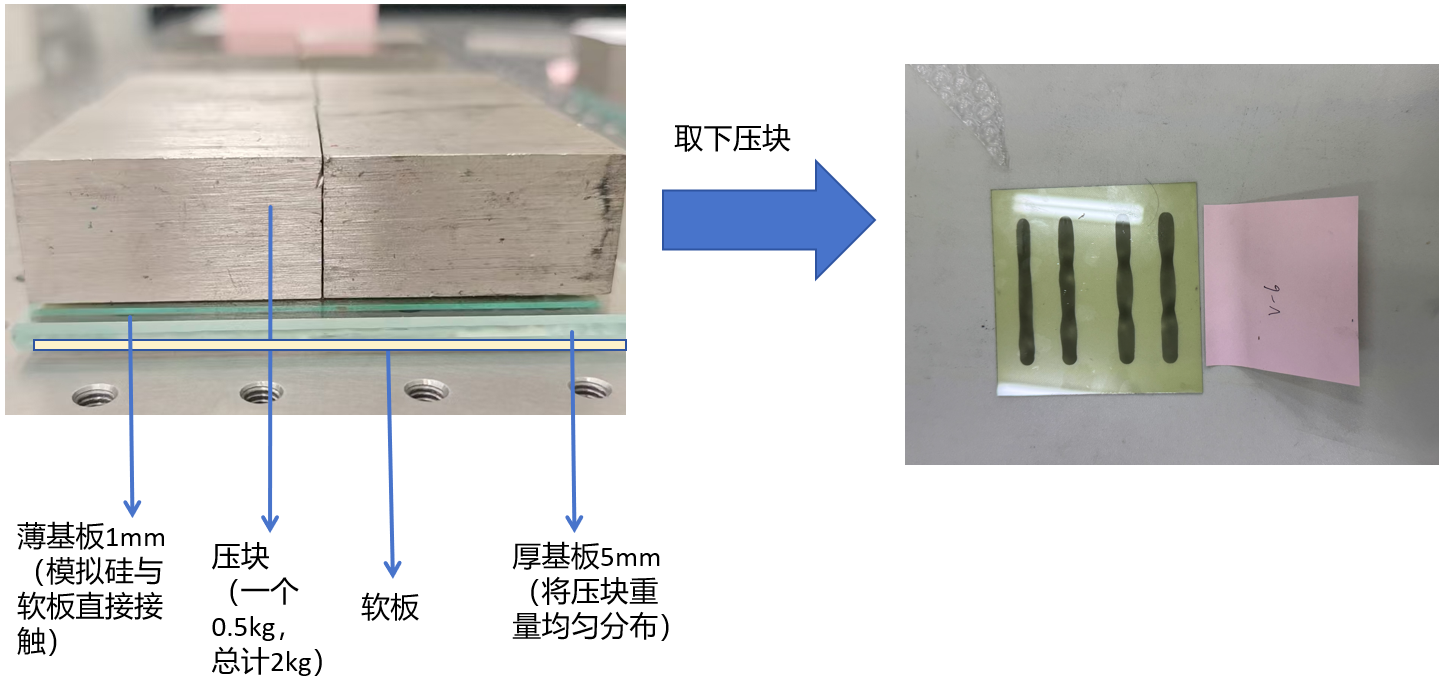 取下压块
薄基板1mm
（模拟硅与
软板直接接
触）
压块
（一个
0.5kg，
总计2kg）
软板
厚基板5mm
（将压块重
量均匀分布）